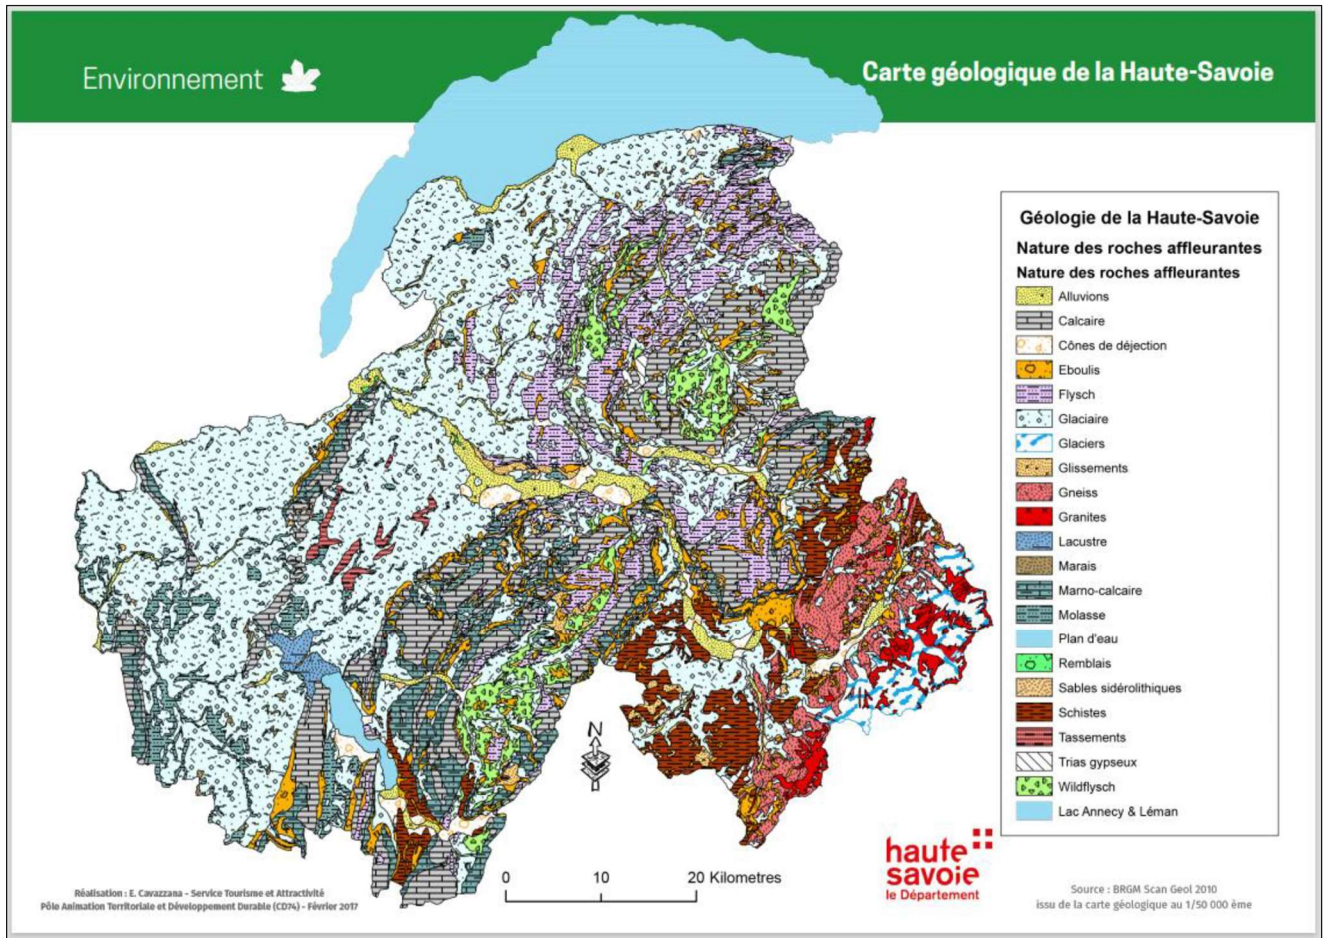 Environnement
Carte géologique de la Haute-Savoie
Géologie de la Haute-Savoie
Nature des roches affleurantes
Nature des roches affleurantes
Alluvions
Calcaire
Cônes de déjection
Eboulis
Flysch
Glaciaire
Glaciers
Glissements
Gneiss
Granites
Lacustre
Marais
Marno-calcaire
Molasse
Plan d'eau
Remblais
Sables sidérolithiques
Schistes
Tassements
Trias gypseux
Wildflysch
Lac Annecy & Léman
N
0 10 20 Kilometres
haute
savoie
le Département
Réalisation : E. Cavazzana - Service Tourisme et Attractivité
Pôle Animation Territoriale et Développement Durable (CD74) - Février 2017
Source : BRGM Scan Geol 2010
issu de la carte géologique au 1/50 000 ème